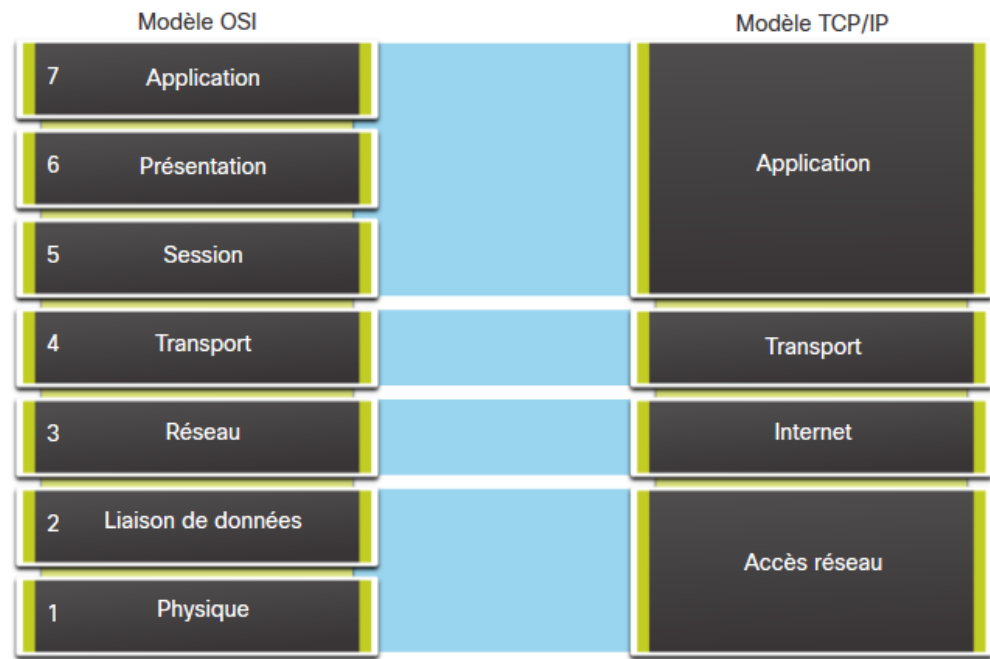 Modèle OSI
Modèle TCP/IP
7 Application
6 Présentation
5 Session
Application
4 Transport
Transport
3 Réseau
Internet
2 Liaison de données
1 Physique
Accès réseau